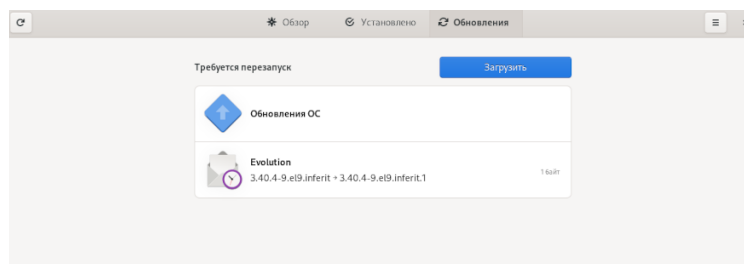 Обзор Установлено Обновления
Требуется перезапуск Загрузить
Обновления ОС
Evolution
3.40.4-9.el9.inferit → 3.40.4-9.el9.inferit.1
1 байт